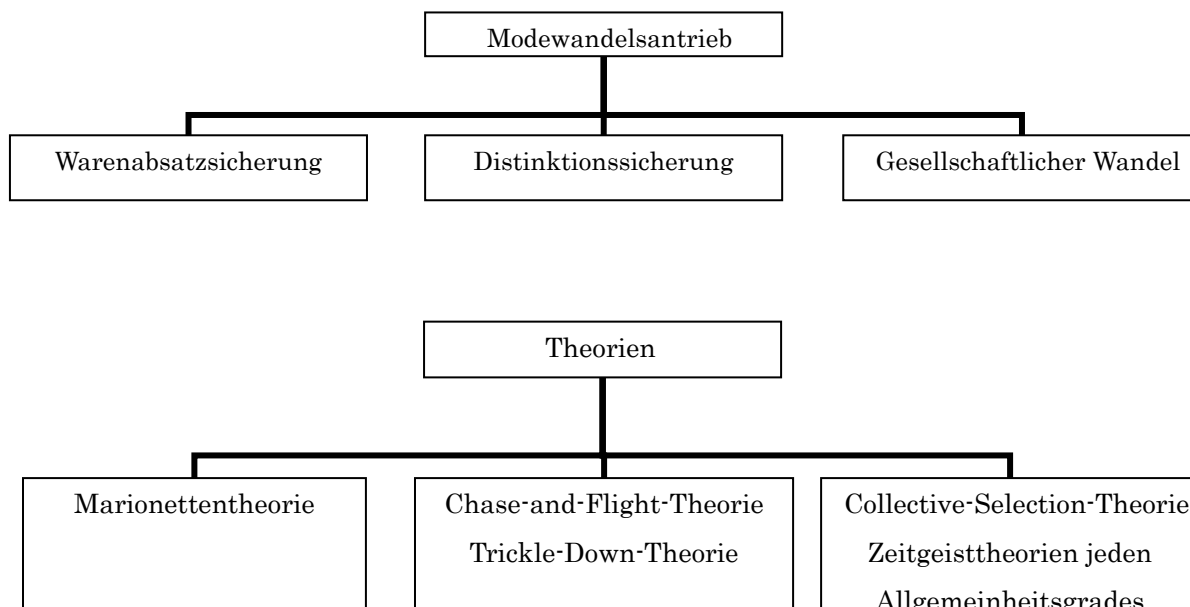 Modewandelsantrieb
Warenabsatzsicherung
Distinktionssicherung
Gesellschaftlicher Wandel
Theorien
Marionettentheorie
Chase-and-Flight-Theorie
Trickle-Down-Theorie
Collective-Selection-Theorie
Zeitgeisttheorien jeden
Allgemeinheitsgrades